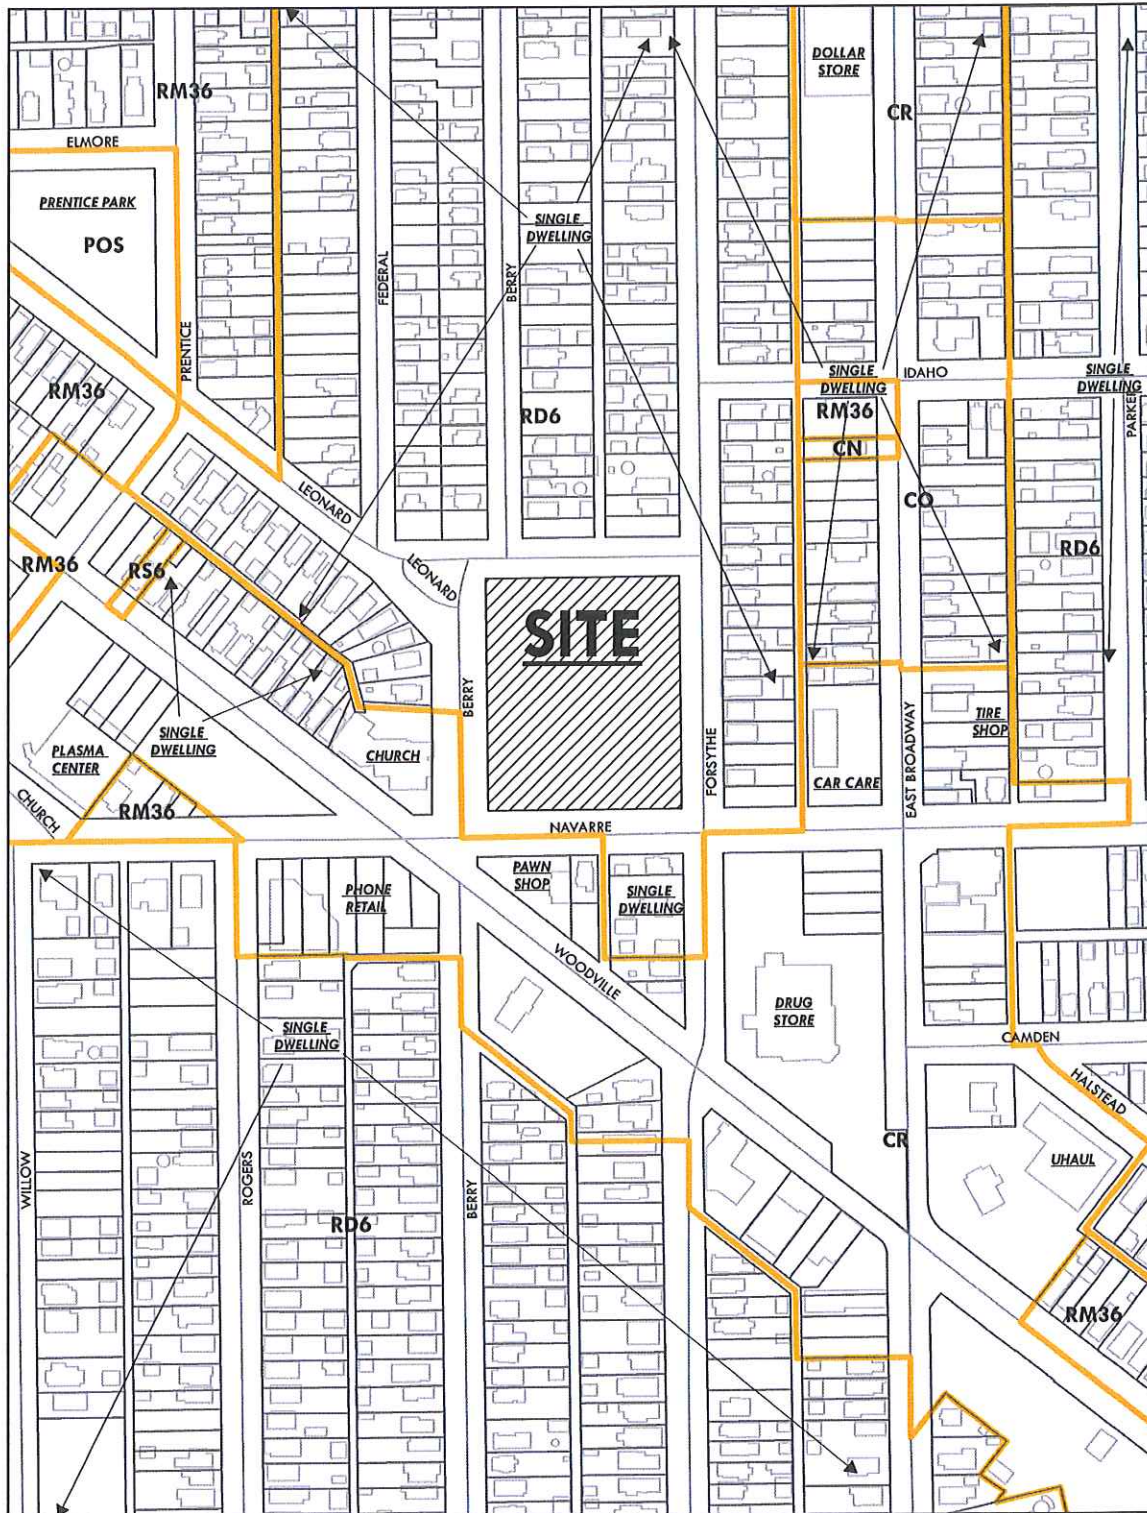 DOLLAR
STORE
RM36
CR
ELMORE
PRENTICE PARK
POS
SINGLE
DWELLING
FEDERAL
BERRY
PRENTICE
IDAHO
SINGLE
DWELLING
SINGLE
DWELLING
PARKER
RM36
RD6
RM36
CN
LEONARD
CO
RD6
LEONARD
RM36
RS6
SITE
BERRY
FORSYTHE
EAST BROADWAY
SINGLE
DWELLING
CHURCH
TIRE
SHOP
PLASMA
CENTER
CAR CARE
CHURCH
RM36
NAVARRE
PAWN
SHOP
PHONE
RETAIL
SINGLE
DWELLING
WOODVILLE
DRUG
STORE
SINGLE
DWELLING
CAMDEN
HALSTEAD
CR
UHAUL
WILLOW
ROGERS
BERRY
RD6
RM36